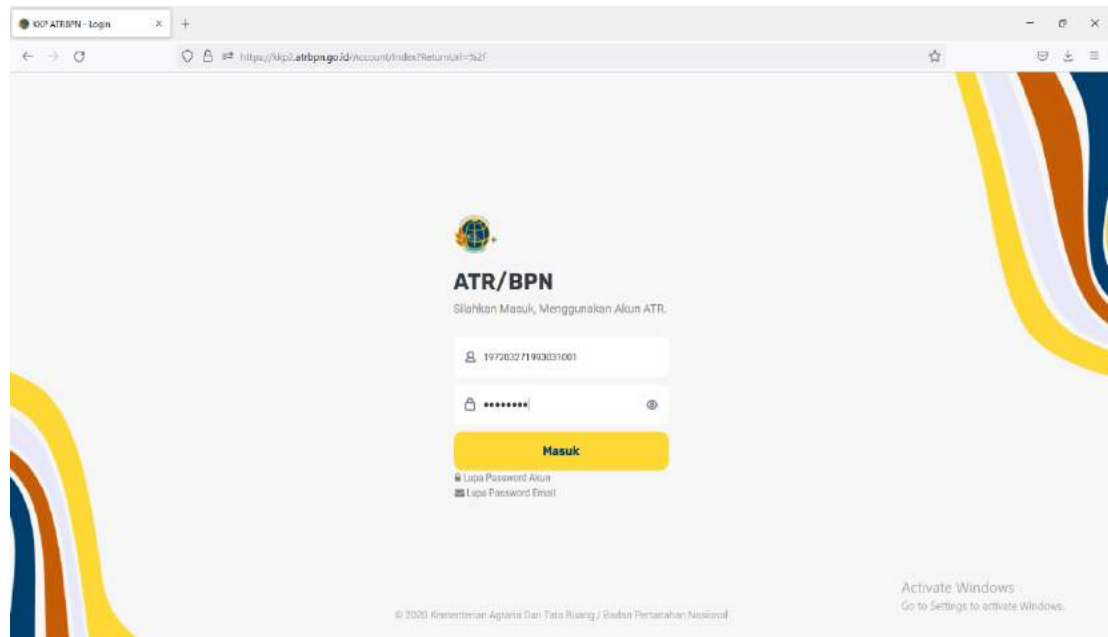 KKP ATRBPN - Login
https://kkp2.atrbpn.go.id/Account/Index?ReturnUrl=%2f
ATR/BPN
Silahkan Masuk, Menggunakan Akun ATR.
197203271993031001
Masuk
Lupa Password Akun
Lupa Password Email
Activate Windows
Go to Settings to activate Windows.
© 2020 Kementerian Agraria Dan Tata Ruang / Badan Pertanahan Nasional